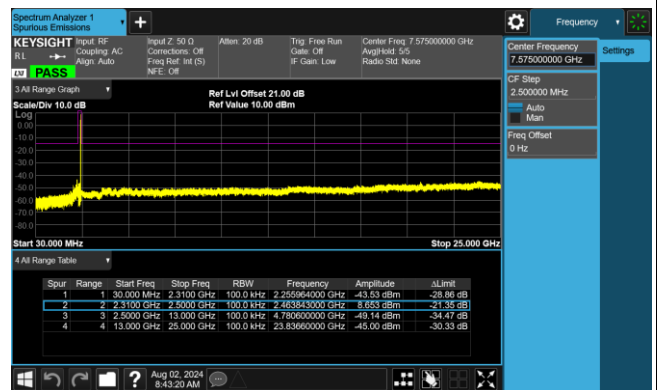 Spectrum Analyzer 1
Spurious Emissions
Frequency
KEYSIGHT Input: RF Input Z: 50 Ω Atten: 20 dB Trig: Free Run Center Freq: 7.575000000 GHz
RL Coupling: AC Corrections: Off Gate: Off Avg|Hold: 5/5
Align: Auto Freq Ref: Int (S) IF Gain: Low Radio Std: None
LXI PASS NFE: Off
Center Frequency
7.575000000 GHz
Settings
CF Step
2.500000 MHz
Auto
Man
Freq Offset
0 Hz
3 All Range Graph
Ref Lvl Offset 21.00 dB
Scale/Div 10.0 dB Ref Value 10.00 dBm
Log
0.00
-10.0
-20.0
-30.0
-40.0
-50.0
-60.0
-70.0
-80.0
Start 30.000 MHz Stop 25.000 GHz
4 All Range Table
Spur Range Start Freq Stop Freq RBW Frequency Amplitude ΔLimit
1 1 30.000 MHz 2.3100 GHz 100.0 kHz 2.255964000 GHz -43.53 dBm -28.86 dB
2 2 2.3100 GHz 2.5000 GHz 100.0 kHz 2.463843000 GHz 8.653 dBm -21.35 dB
3 3 2.5000 GHz 13.000 GHz 100.0 kHz 4.780600000 GHz -49.14 dBm -34.47 dB
4 4 13.000 GHz 25.000 GHz 100.0 kHz 23.83660000 GHz -45.00 dBm -30.33 dB
? Aug 02, 2024
8:43:20 AM